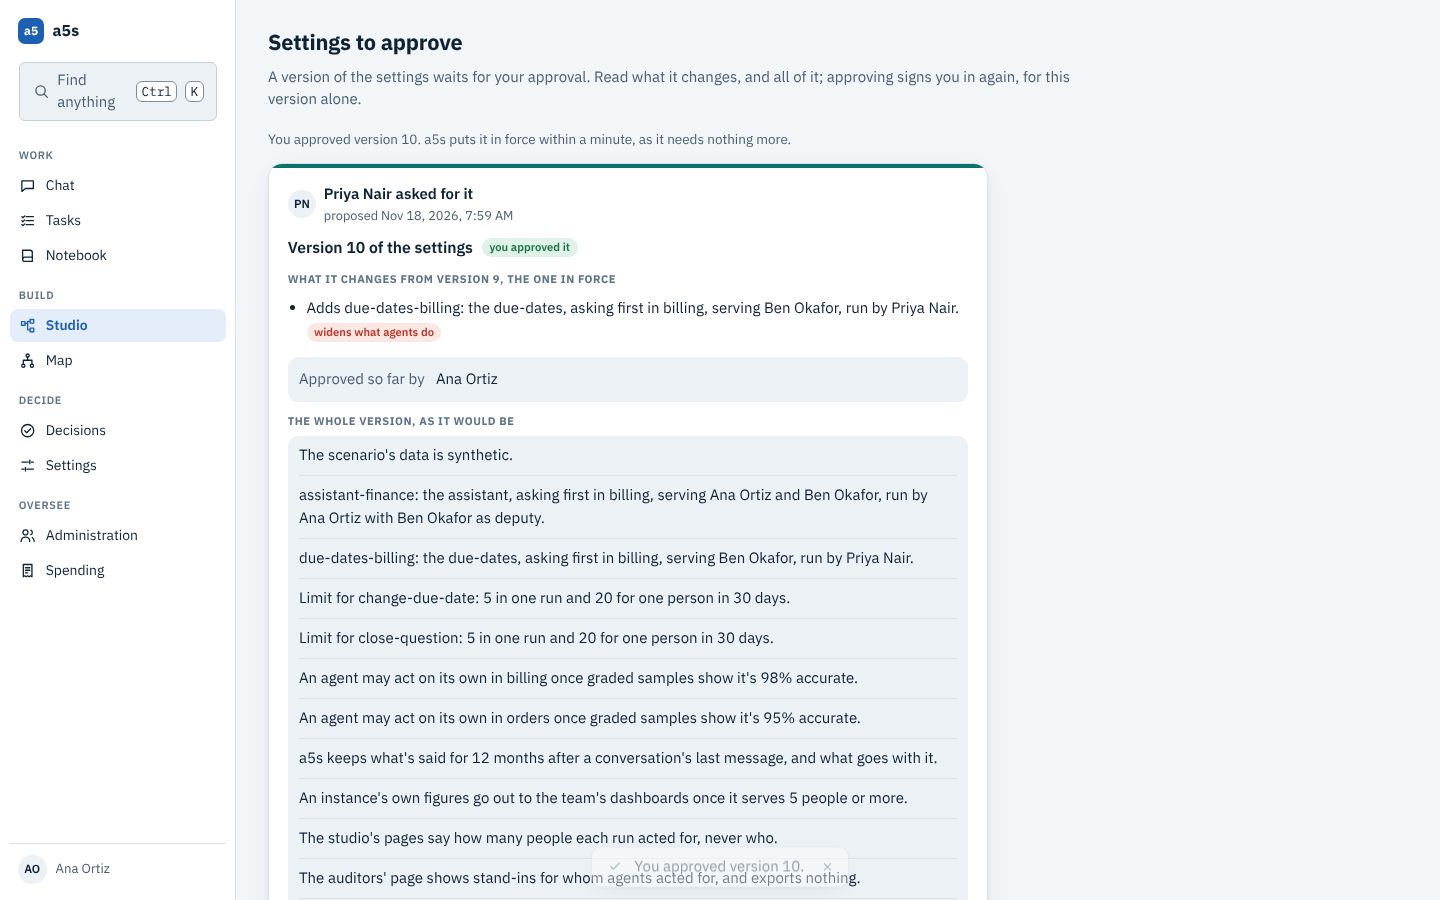 a5 a5s
Find anything Ctrl K
WORK
Chat
Tasks
Notebook
BUILD
Studio
Map
DECIDE
Decisions
Settings
OVERSEE
Administration
Spending
AO Ana Ortiz
Settings to approve
A version of the settings waits for your approval. Read what it changes, and all of it; approving signs you in again, for this
version alone.
You approved version 10. a5s puts it in force within a minute, as it needs nothing more.
PN Priya Nair asked for it
proposed Nov 18, 2026, 7:59 AM
Version 10 of the settings you approved it
WHAT IT CHANGES FROM VERSION 9, THE ONE IN FORCE
• Adds due-dates-billing: the due-dates, asking first in billing, serving Ben Okafor, run by Priya Nair.
widens what agents do
Approved so far by Ana Ortiz
THE WHOLE VERSION, AS IT WOULD BE
The scenario's data is synthetic.
assistant-finance: the assistant, asking first in billing, serving Ana Ortiz and Ben Okafor, run by
Ana Ortiz with Ben Okafor as deputy.
due-dates-billing: the due-dates, asking first in billing, serving Ben Okafor, run by Priya Nair.
Limit for change-due-date: 5 in one run and 20 for one person in 30 days.
Limit for close-question: 5 in one run and 20 for one person in 30 days.
An agent may act on its own in billing once graded samples show it's 98% accurate.
An agent may act on its own in orders once graded samples show it's 95% accurate.
a5s keeps what's said for 12 months after a conversation's last message, and what goes with it.
An instance's own figures go out to the team's dashboards once it serves 5 people or more.
The studio's pages say how many people each run acted for, never who.
You approved version 10. ×
The auditors' page shows stand-ins for whom agents acted for, and exports nothing.